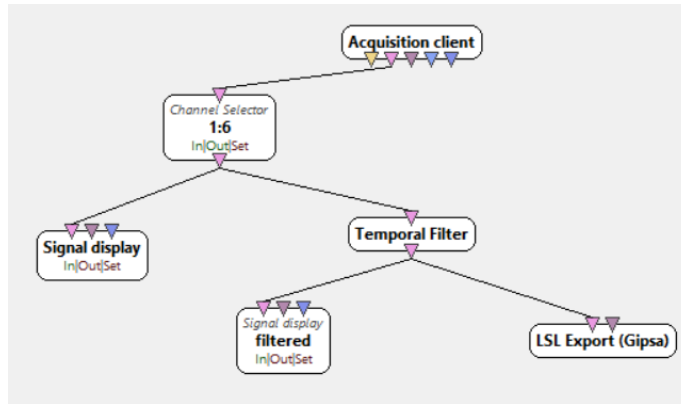 Acquisition client
Channel Selector
1:6
In|Out|Set
Signal display
In|Out|Set
Temporal Filter
Signal display
filtered
In|Out|Set
LSL Export (Gipsa)